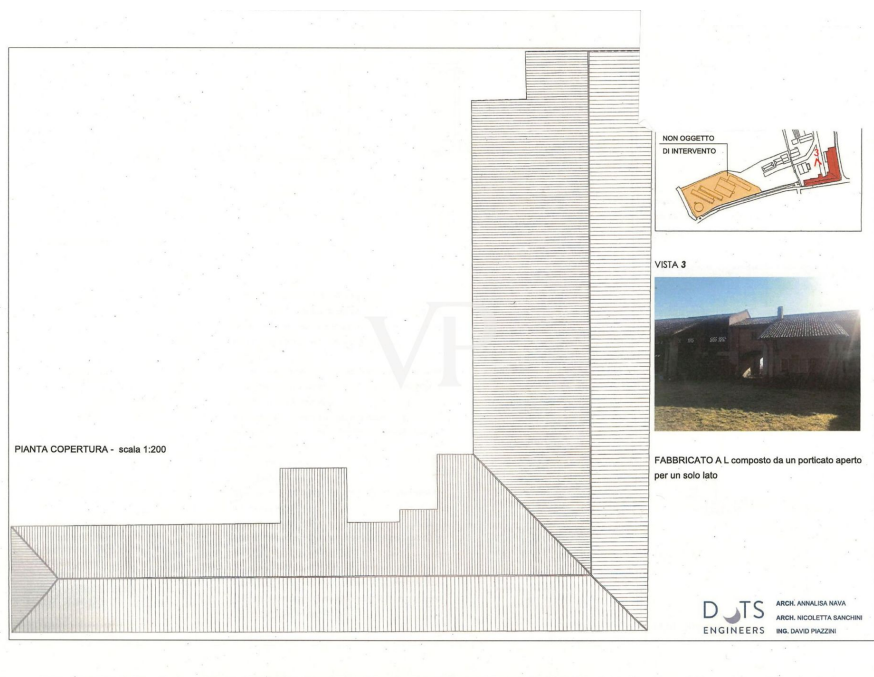 NON OGGETTO
DI INTERVENTO
VISTA 3
VP
PIANTA COPERTURA - scala 1:200
FABBRICATO A L composto da un porticato aperto
per un solo lato
DOTS
ENGINEERS
ARCH. ANNALISA NAVA
ARCH. NICOLETTA SANCHINI
ING. DAVID PIAZZINI